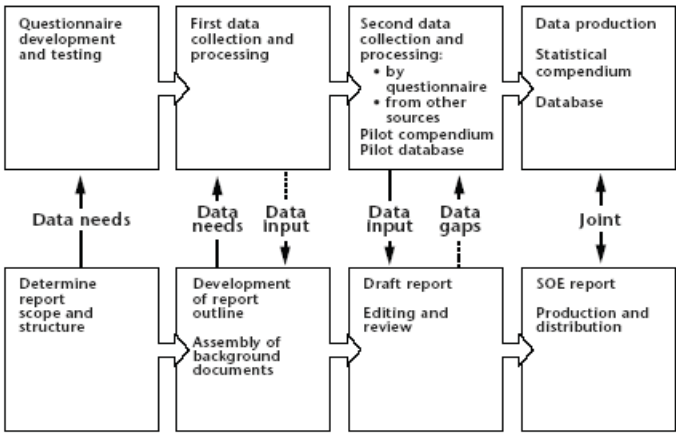 Questionnaire
development
and testing
First data
collection and
processing
Second data
collection and
processing:
• by
questionnaire
• from other
sources
Pilot compendium
Pilot database
Data production
Statistical
compendium
Database
Data needs
Data
needs
Data
input
Data
input
Data
gaps
Joint
Determine
report
scope and
structure
Development
of report
outline
Assembly of
background
documents
Draft report
Editing and
review
SOE report
Production and
distribution